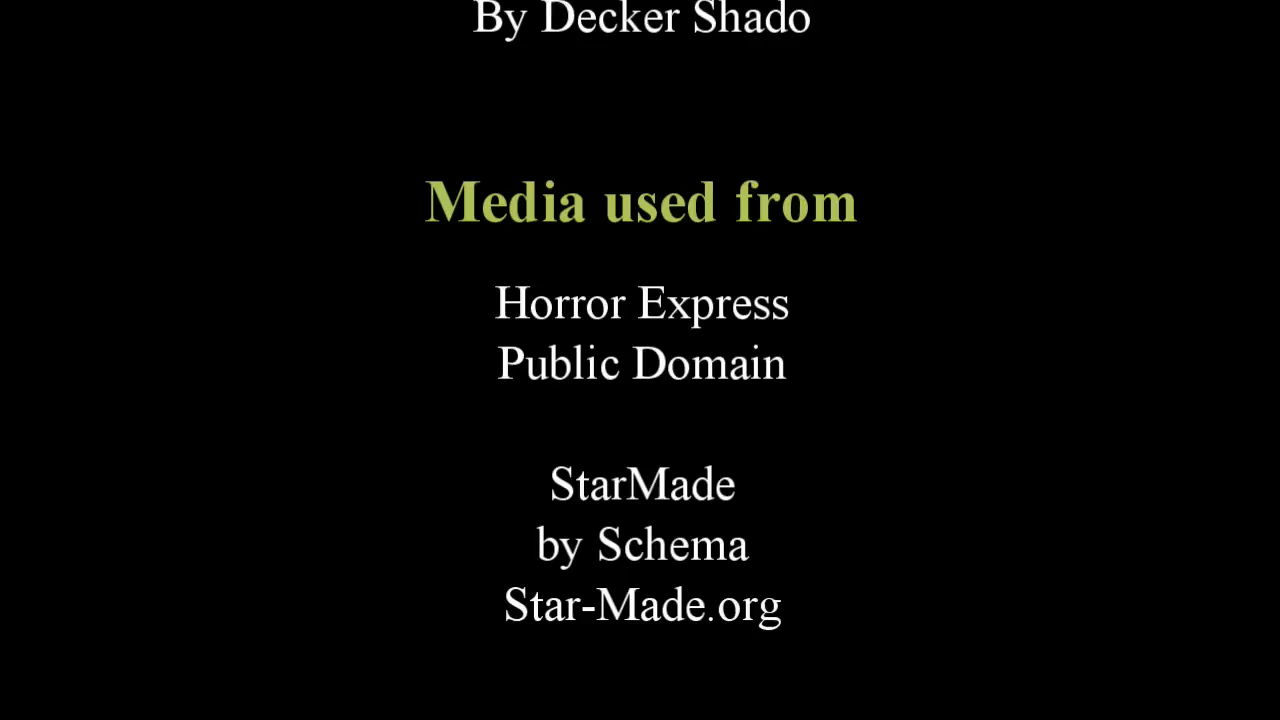 By Decker Shado
Media used from
Horror Express
Public Domain
StarMade
by Schema
Star-Made.org